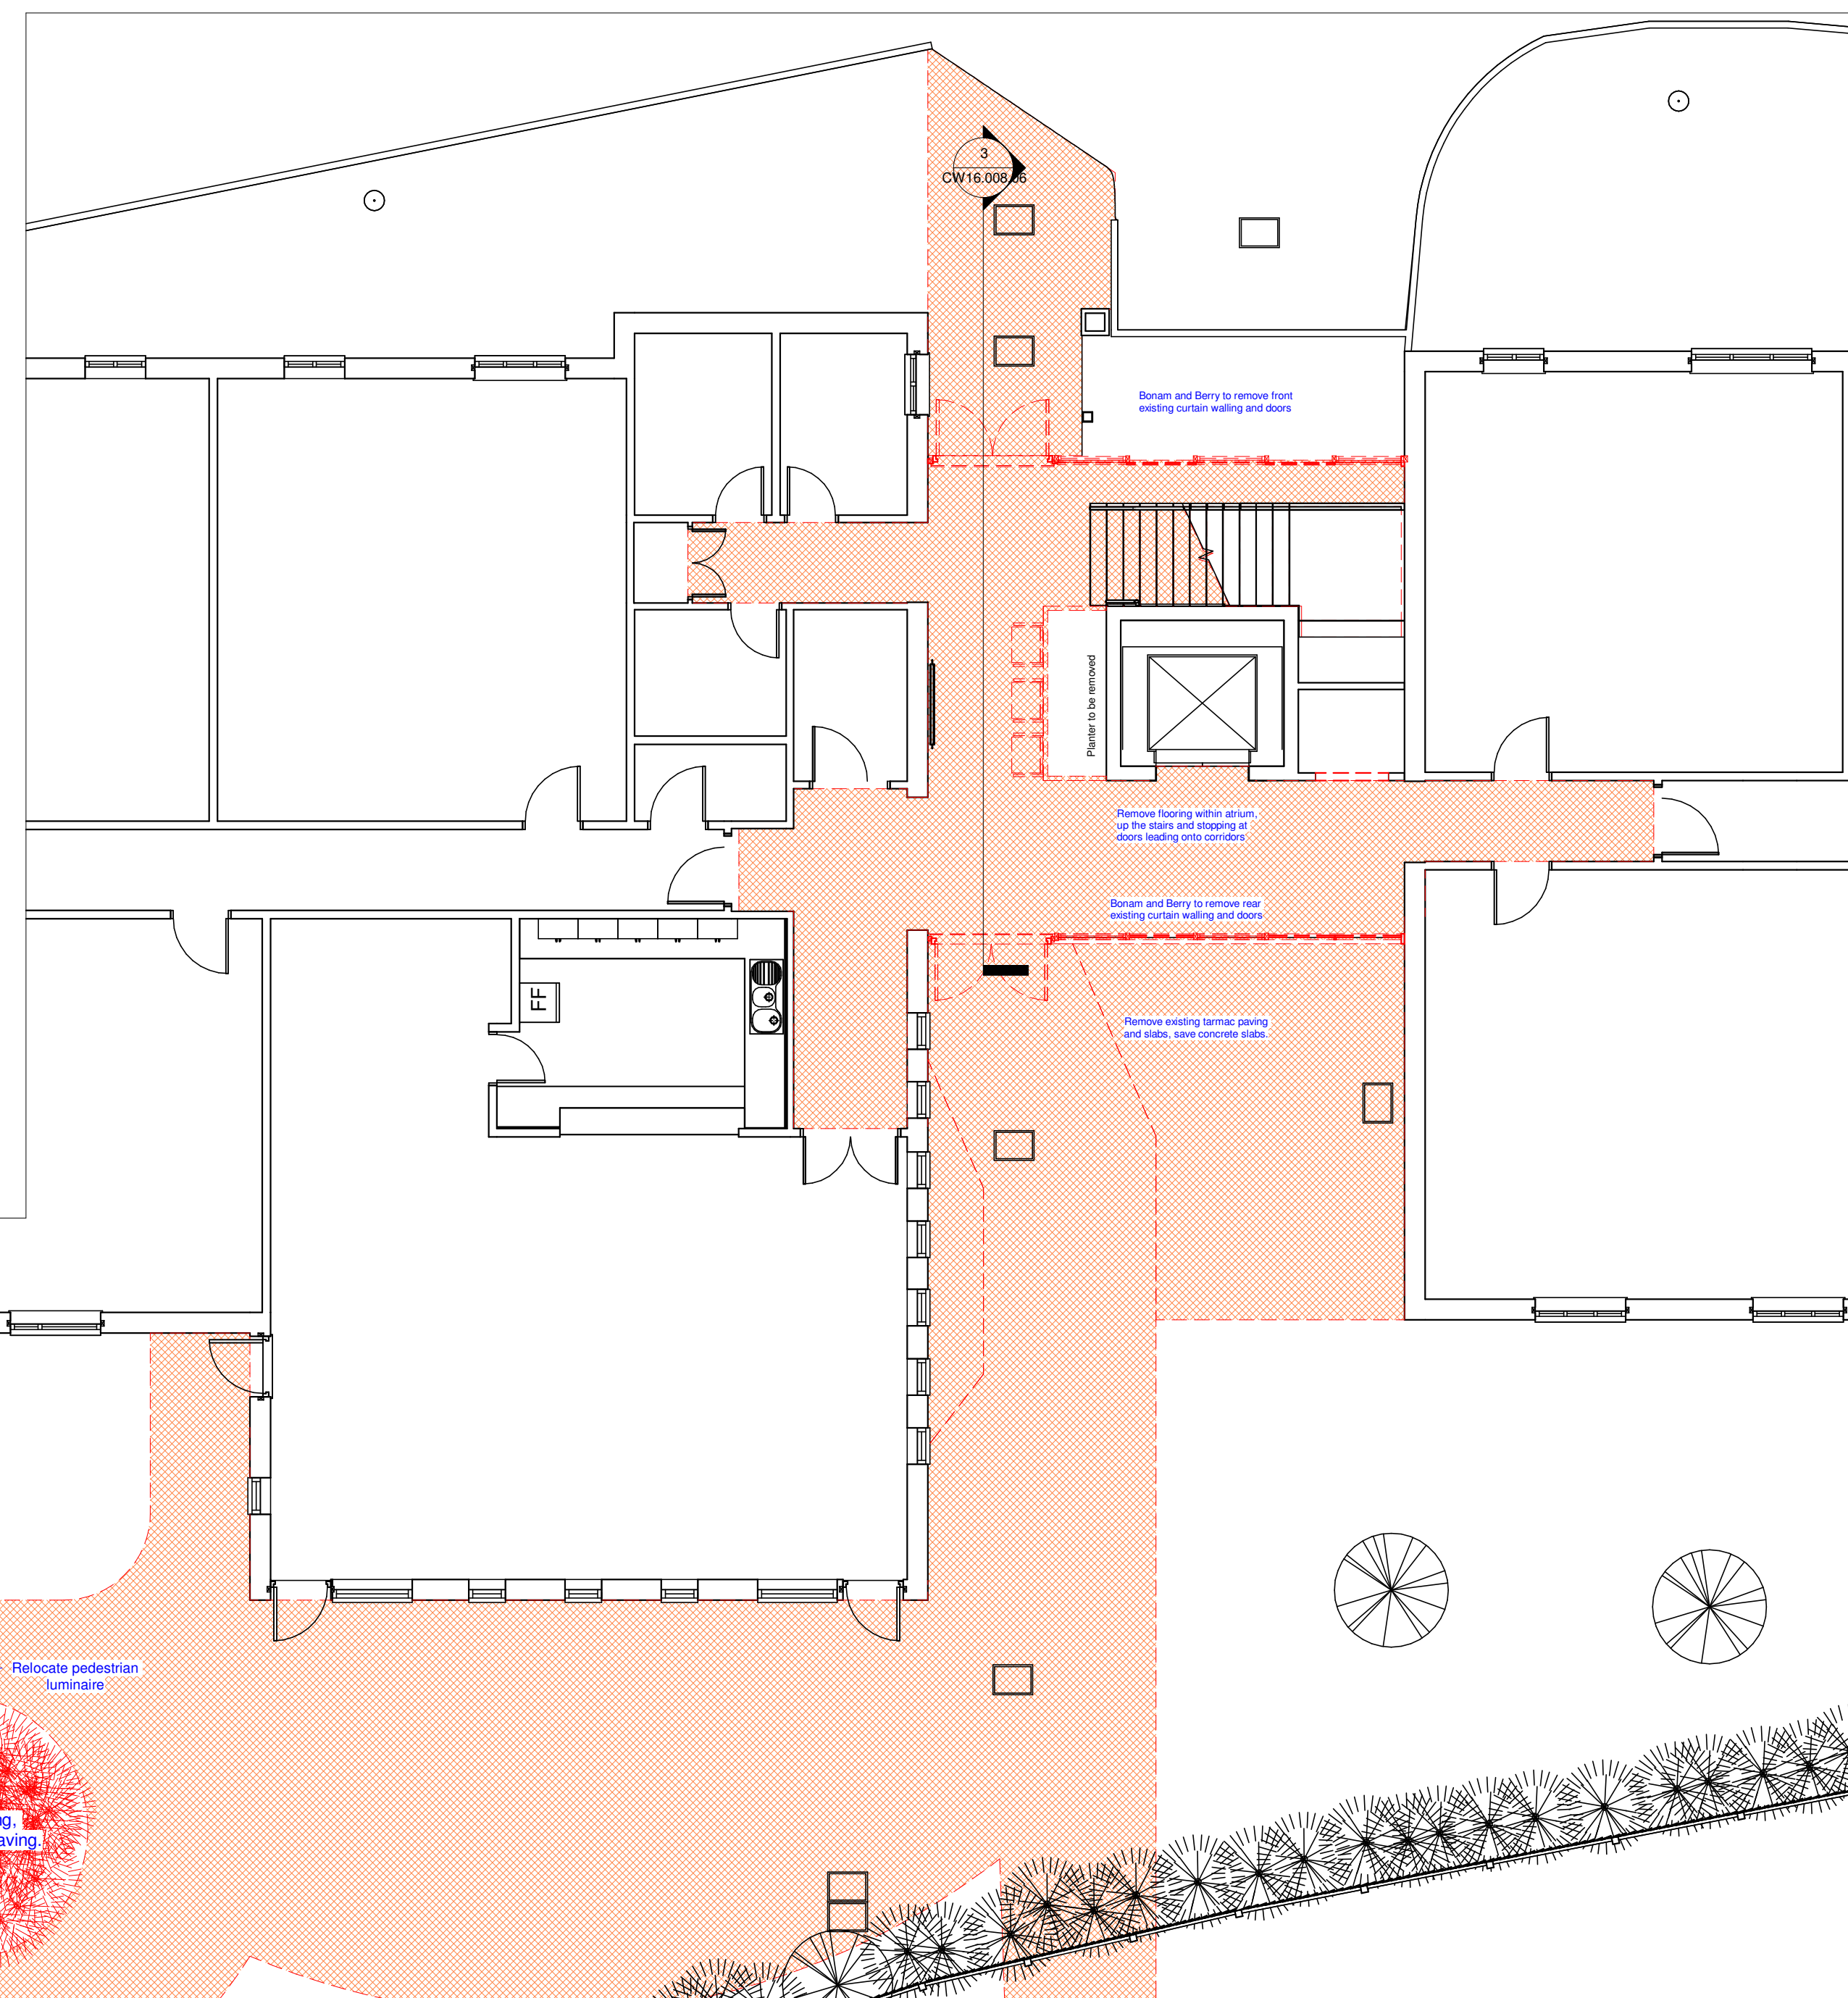 3
CW16.008.06
Bonam and Berry to remove front
existing curtain walling and doors
Planter to be removed
Remove flooring within atrium,
up the stairs and stopping at
doors leading onto corridors
Bonam and Berry to remove rear
existing curtain walling and doors
FF
Remove existing tarmac paving
and slabs, save concrete slabs.
Relocate pedestrian
luminaire
aving.